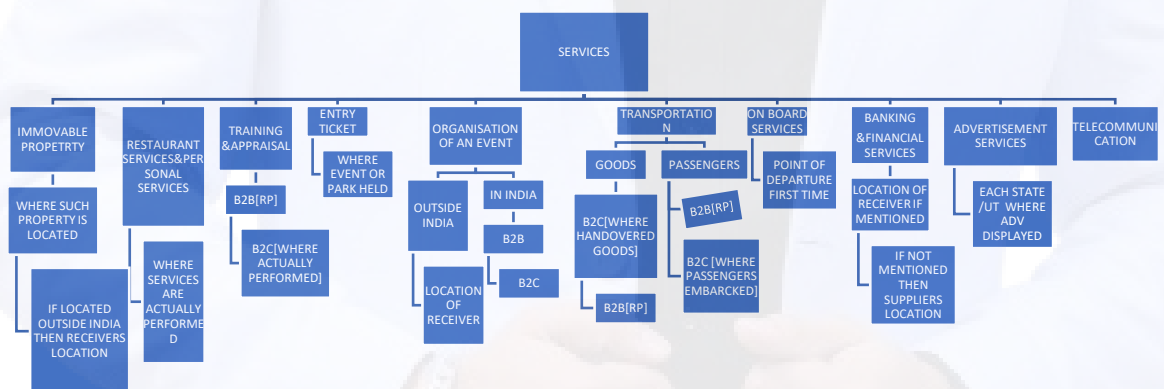 SERVICES
IMMOVABLE
PROPETRTY
WHERE SUCH
PROPERTY IS
LOCATED
IF LOCATED
OUTSIDE INDIA
THEN RECEIVERS
LOCATION
RESTAURANT
SERVICES&PER
SONAL
SERVICES
WHERE
SERVICES
ARE
ACTUALLY
PERFORME
D
TRAINING
&APPRAISAL
B2B[RP]
B2C[WHERE
ACTUALLY
PERFORMED]
ENTRY
TICKET
WHERE
EVENT OR
PARK HELD
ORGANISATION
OF AN EVENT
OUTSIDE
INDIA
LOCATION
OF
RECEIVER
IN INDIA
B2B
B2C
TRANSPORTATIO
N
GOODS
B2C[WHERE
HANDOVERED
GOODS]
B2B[RP]
PASSENGERS
B2B[RP]
B2C [WHERE
PASSENGERS
EMBARCKED]
ON BOARD
SERVICES
POINT OF
DEPARTURE
FIRST TIME
BANKING
&FINANCIAL
SERVICES
LOCATION OF
RECEIVER IF
MENTIONED
IF NOT
MENTIONED
THEN
SUPPLIERS
LOCATION
ADVERTISEMENT
SERVICES
EACH STATE
/UT WHERE
ADV
DISPLAYED
TELECOMMUNI
CATION